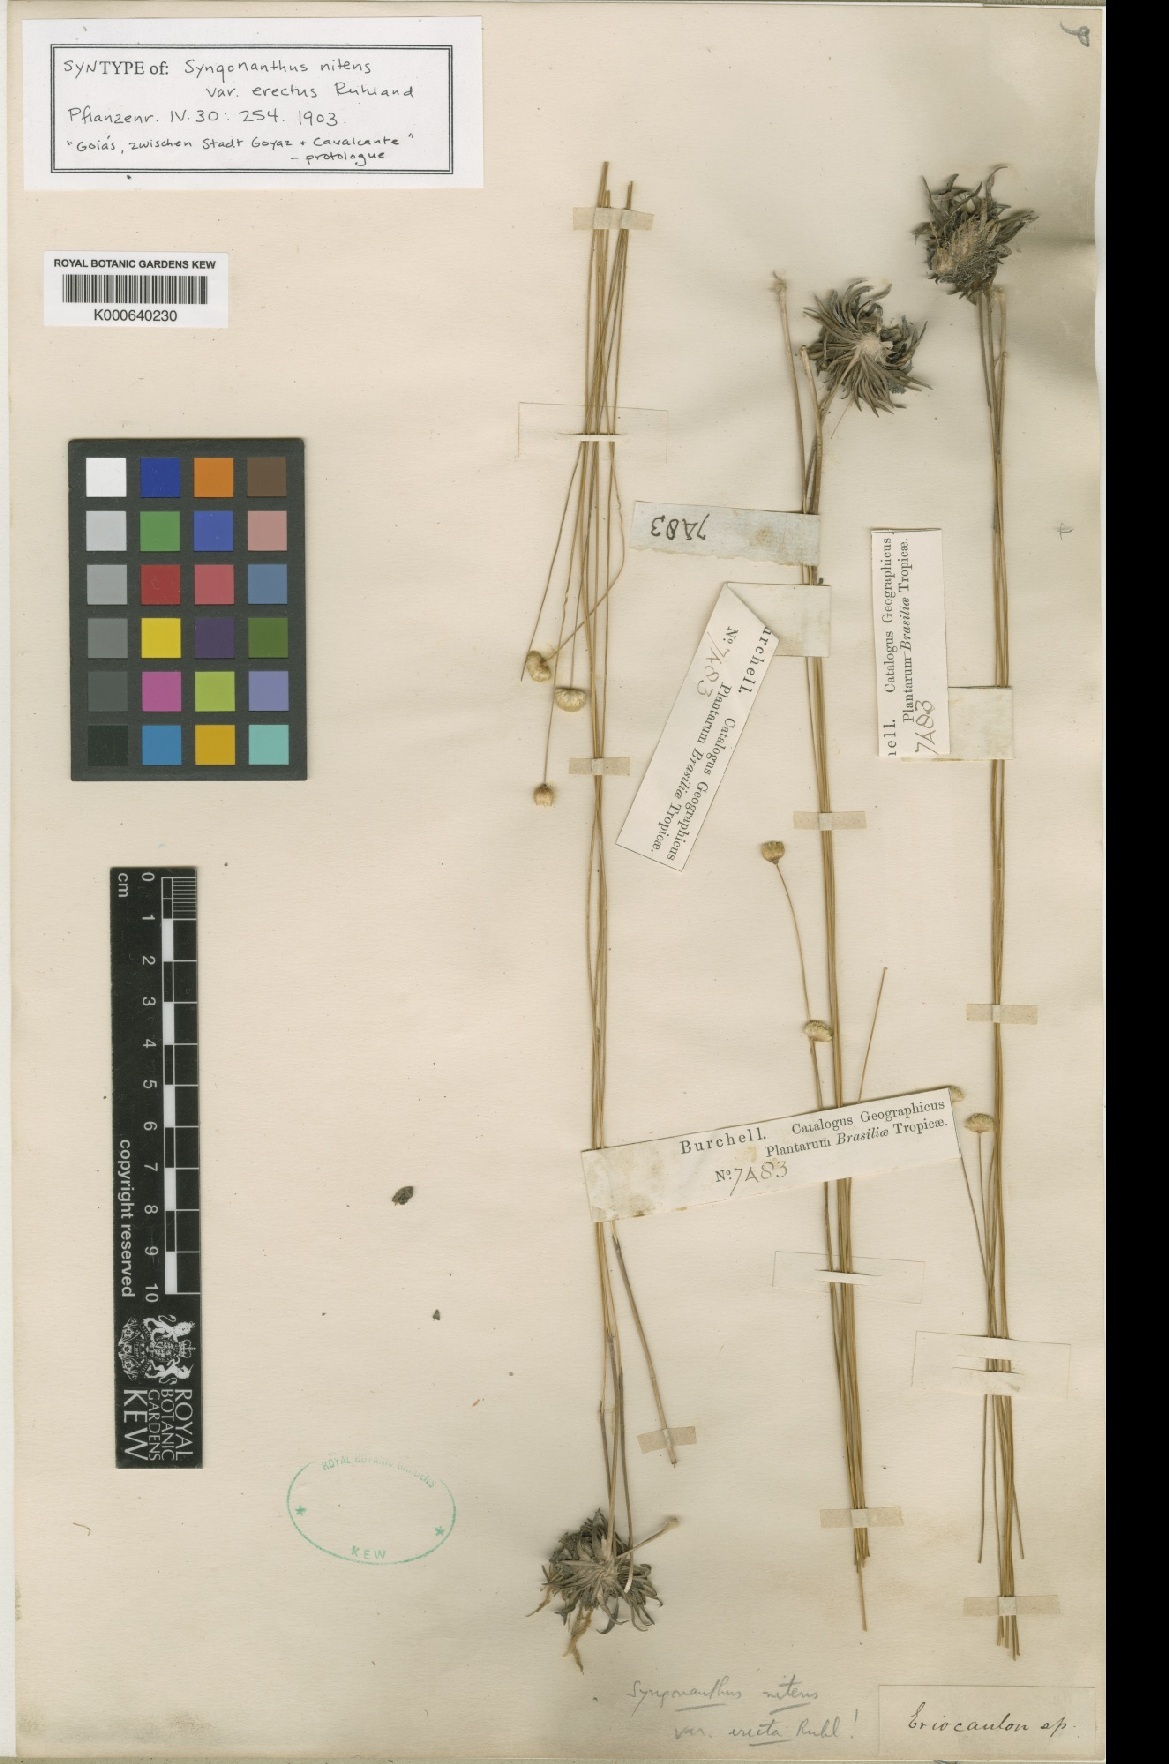 SYNTYPE of: Syngonanthus nitens
var. erectus Ruhland
Pflanzenr. IV. 30: 254. 1903
"Goiás, zwischen Stadt Goyaz + Cavalcante"
- protologue
ROYAL BOTANIC GARDENS KEW
K000640230
7483
Burchell. Catalogus Geographicus
Plantarum Brasiliæ Tropicæ.
No. 7483
hell. Catalogus Geographicus
Plantarum Brasiliæ Tropicæ.
7483
Burchell. Catalogus Geographicus
Plantarum Brasiliæ Tropicæ.
No. 7483
cm
0 1 2 3 4 5 6 7 8 9 10
copyright reserved
ROYAL
BOTANIC
GARDENS
KEW
ROYAL BOTANIC GARDENS
KEW
Syngonanthus nitens
var. erecta Ruhl!
Eriocaulon sp.